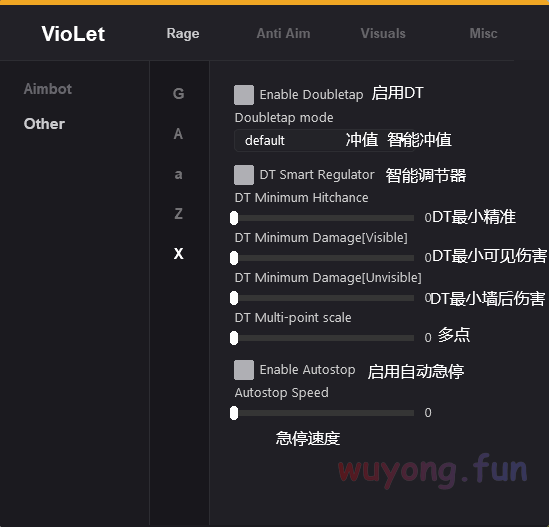 VioLet Rage Anti Aim Visuals Misc
Aimbot
Other
G
A
a
Z
X
Enable Doubletap 启用DT
Doubletap mode
default 冲值 智能冲值
DT Smart Regulator 智能调节器
DT Minimum Hitchance
0 DT最小精准
DT Minimum Damage[Visible]
0 DT最小可见伤害
DT Minimum Damage[Unvisible]
0 DT最小墙后伤害
DT Multi-point scale
0 多点
Enable Autostop 启用自动急停
Autostop Speed
0
急停速度
wuyong.fun